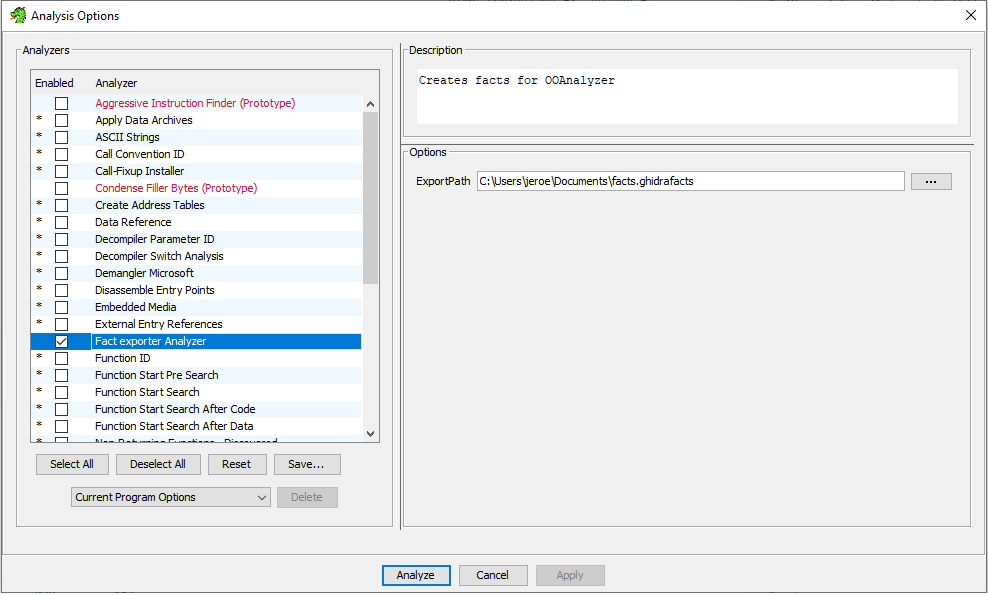 Analysis Options
Analyzers
Enabled Analyzer
Aggressive Instruction Finder (Prototype)
* Apply Data Archives
* ASCII Strings
* Call Convention ID
* Call-Fixup Installer
Condense Filler Bytes (Prototype)
* Create Address Tables
* Data Reference
* Decompiler Parameter ID
* Decompiler Switch Analysis
* Demangler Microsoft
* Disassemble Entry Points
* Embedded Media
* External Entry References
Fact exporter Analyzer
* Function ID
* Function Start Pre Search
* Function Start Search
* Function Start Search After Code
* Function Start Search After Data
* Non-Returning Functions - Discovered
Select All Deselect All Reset Save...
Current Program Options Delete
Description
Creates facts for OOAnalyzer
Options
ExportPath C:\Users\jeroe\Documents\facts.ghidrafacts ...
Analyze Cancel Apply